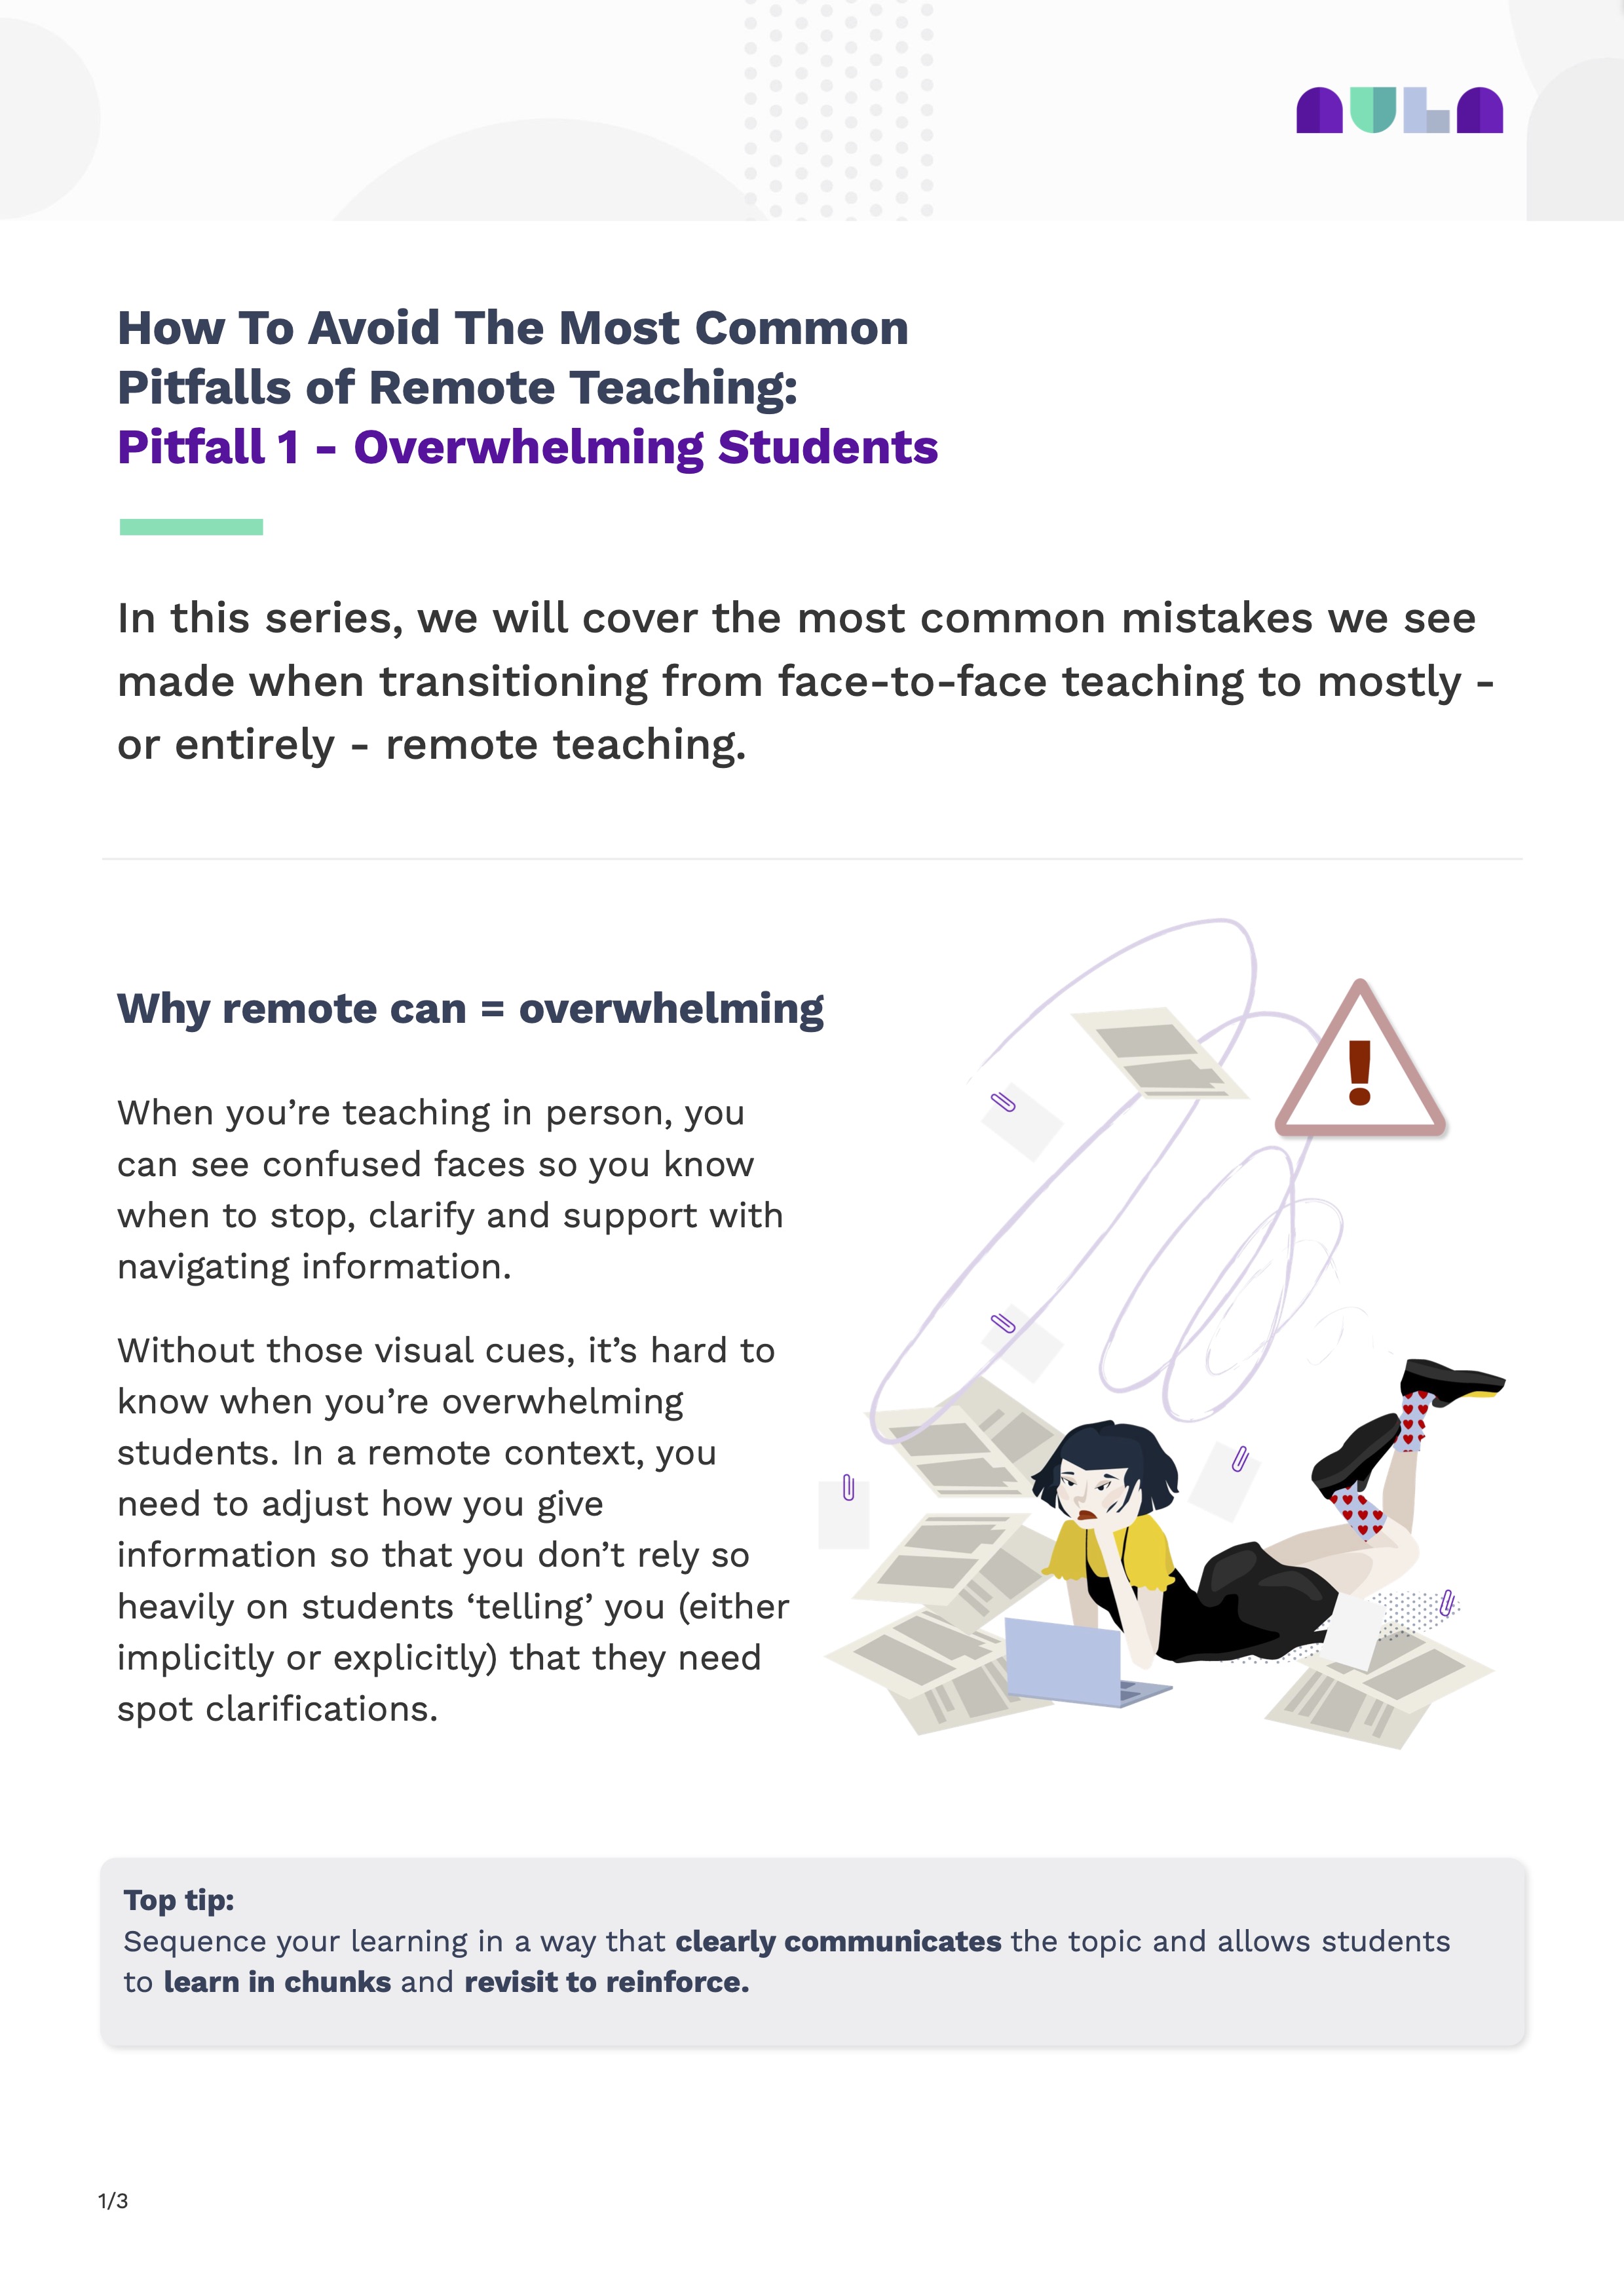 AULA
How To Avoid The Most Common
Pitfalls of Remote Teaching:
Pitfall 1 - Overwhelming Students
In this series, we will cover the most common mistakes we see
made when transitioning from face-to-face teaching to mostly -
or entirely - remote teaching.
Why remote can = overwhelming
When you’re teaching in person, you
can see confused faces so you know
when to stop, clarify and support with
navigating information.
Without those visual cues, it’s hard to
know when you’re overwhelming
students. In a remote context, you
need to adjust how you give
information so that you don’t rely so
heavily on students ‘telling’ you (either
implicitly or explicitly) that they need
spot clarifications.
!
Top tip:
Sequence your learning in a way that clearly communicates the topic and allows students
to learn in chunks and revisit to reinforce.
1/3